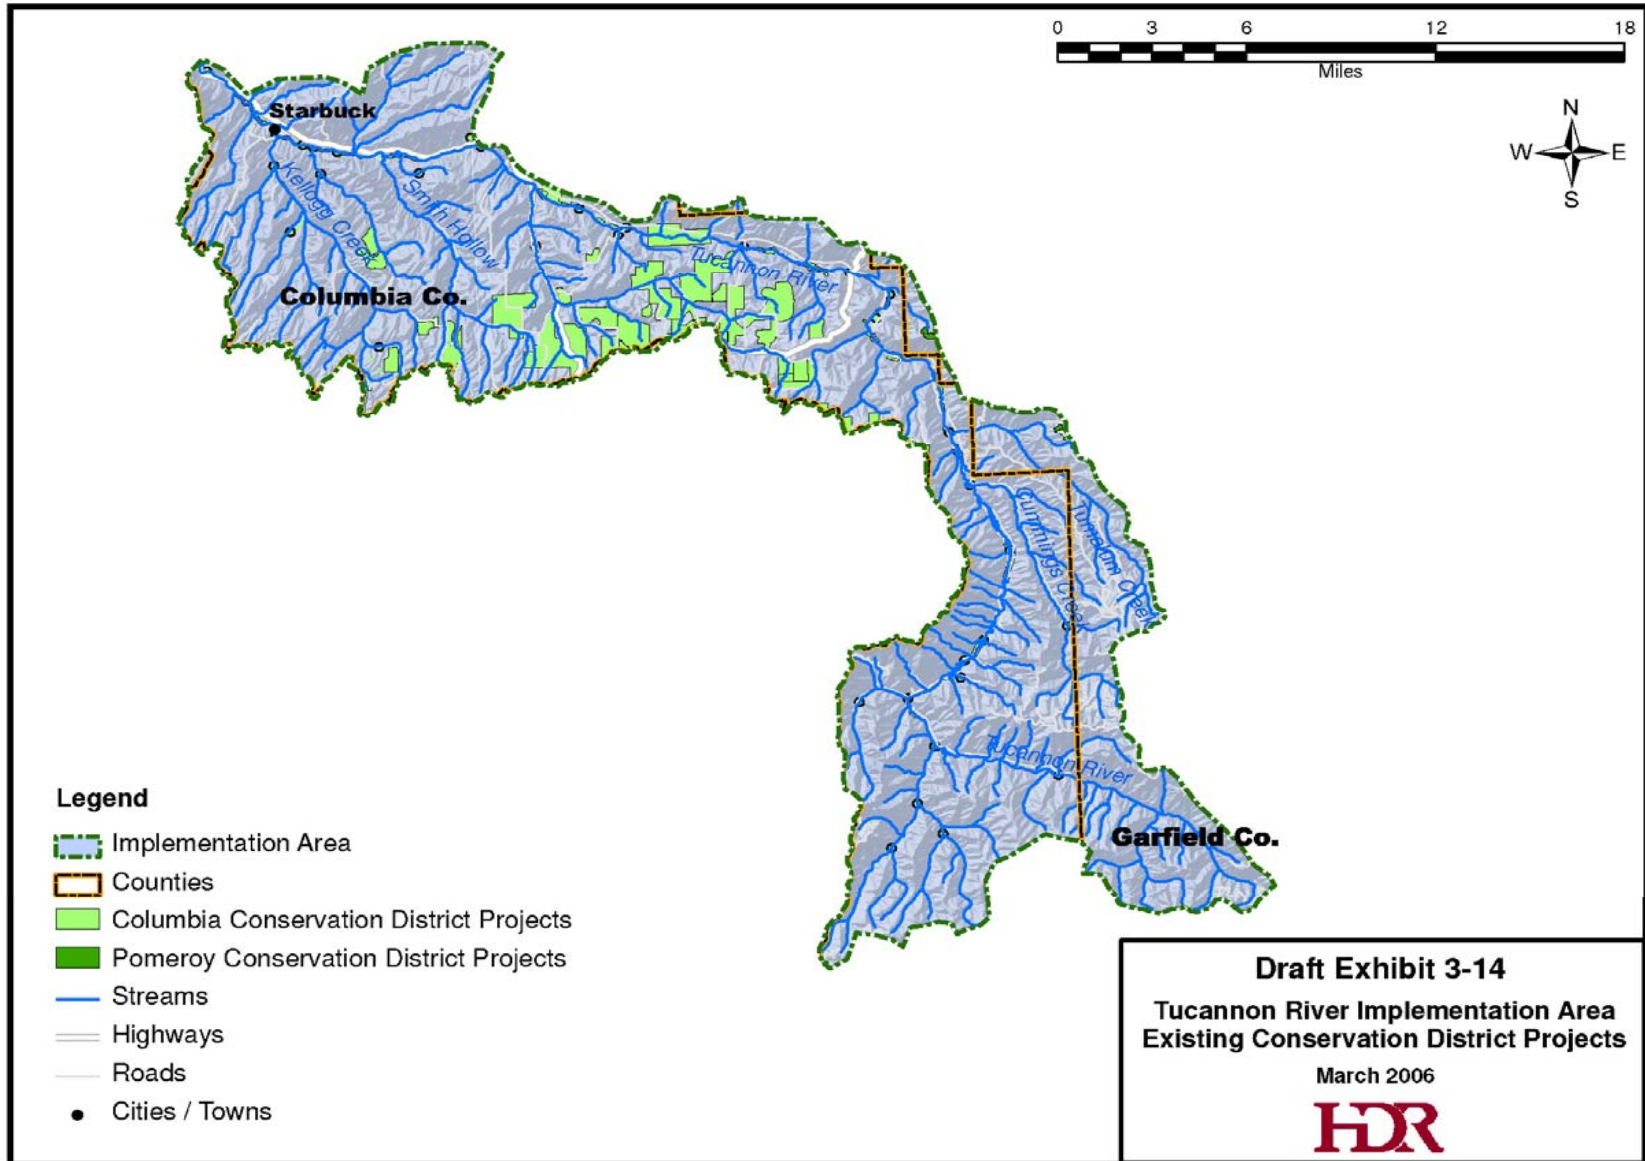 0 3 6 12 18
Miles
N
W E
S
Starbuck
Kellogg Creek
Smith Hollow
Tucannon River
Columbia Co.
Cummings Creek
Tumalum Creek
Tucannon River
Garfield Co.
Legend
Implementation Area
Counties
Columbia Conservation District Projects
Pomeroy Conservation District Projects
Streams
Highways
Roads
Cities / Towns
Draft Exhibit 3-14
Tucannon River Implementation Area
Existing Conservation District Projects
March 2006
HDR